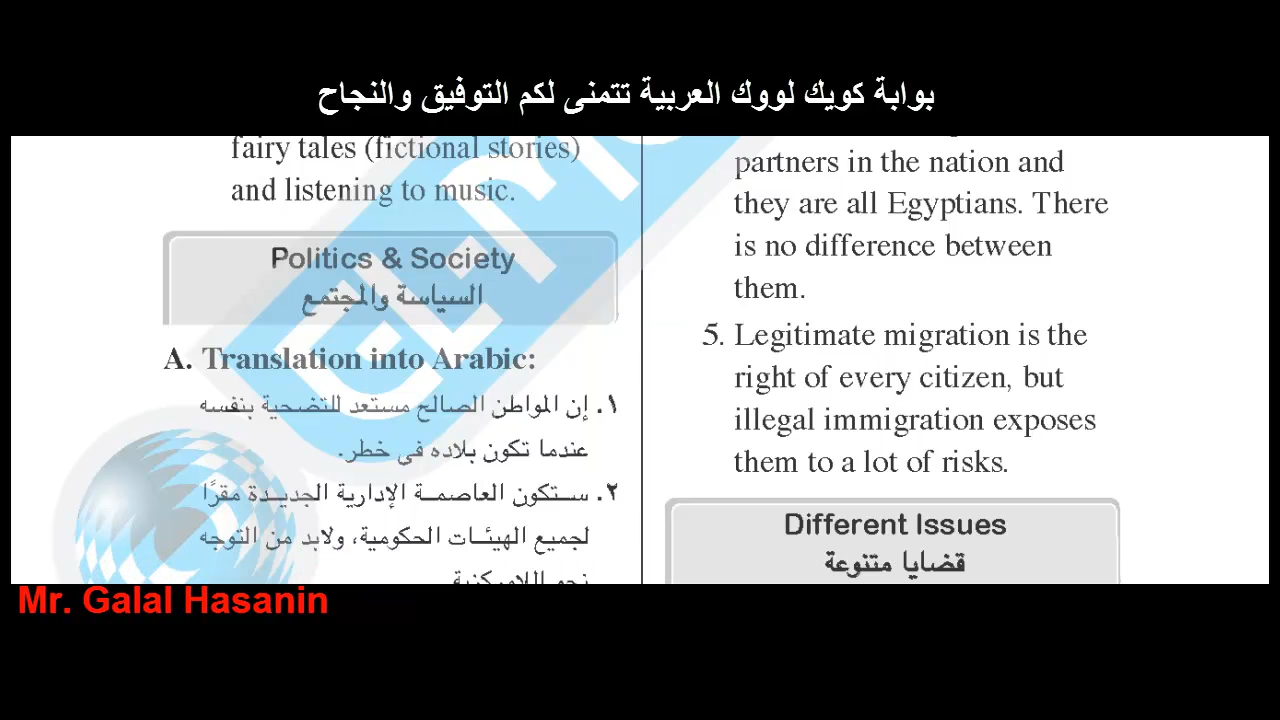 بوابة كويك لووك العربية تتمنى لكم التوفيق والنجاح
fairy tales (fictional stories)
and listening to music.
Politics & Society
السياسة والمجتمع
A. Translation into Arabic:
١. إن المواطن الصالح مستعد للتضحية بنفسه
عندما تكون بلاده فى خطر.
٢. ستكون العاصمة الإدارية الجديدة مقرًا
لجميع الهيئات الحكومية، ولابد من التوجه
نحو اللامركزية
partners in the nation and
they are all Egyptians. There
is no difference between
them.
5. Legitimate migration is the
right of every citizen, but
illegal immigration exposes
them to a lot of risks.
Different Issues
قضايا متنوعة
Mr. Galal Hasanin